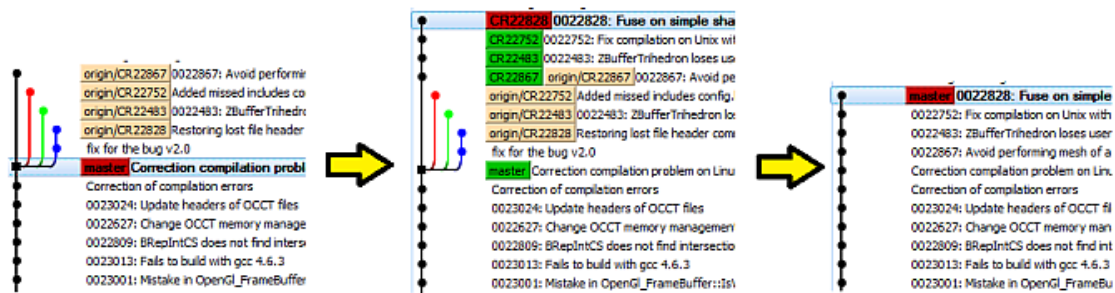 origin/CR22867 0022867: Avoid performin
origin/CR22752 Added missed includes co
origin/CR22483 0022483: ZBufferTrihedro
origin/CR22828 Restoring lost file header
fix for the bug v2.0
master Correction compilation probl
Correction of compilation errors
0023024: Update headers of OCCT files
0022627: Change OCCT memory manage
0022809: BRepIntCS does not find interse
0023013: Fails to build with gcc 4.6.3
0023001: Mistake in OpenGl_FrameBuffer
CR22828 0022828: Fuse on simple sha
CR22752 0022752: Fix compilation on Unix wit
CR22483 0022483: ZBufferTrihedron loses use
CR22867 origin/CR22867 0022867: Avoid pe
origin/CR22752 Added missed includes config.
origin/CR22483 0022483: ZBufferTrihedron lo
origin/CR22828 Restoring lost file header com
fix for the bug v2.0
master Correction compilation problem on Linu
Correction of compilation errors
0023024: Update headers of OCCT files
0022627: Change OCCT memory management
0022809: BRepIntCS does not find intersectio
0023013: Fails to build with gcc 4.6.3
0023001: Mistake in OpenGl_FrameBuffer::IsV
master 0022828: Fuse on simple
0022752: Fix compilation on Unix with
0022483: ZBufferTrihedron loses user
0022867: Avoid performing mesh of a
Correction compilation problem on Linu
Correction of compilation errors
0023024: Update headers of OCCT fil
0022627: Change OCCT memory man
0022809: BRepIntCS does not find int
0023013: Fails to build with gcc 4.6.3
0023001: Mistake in OpenGl_FrameBu